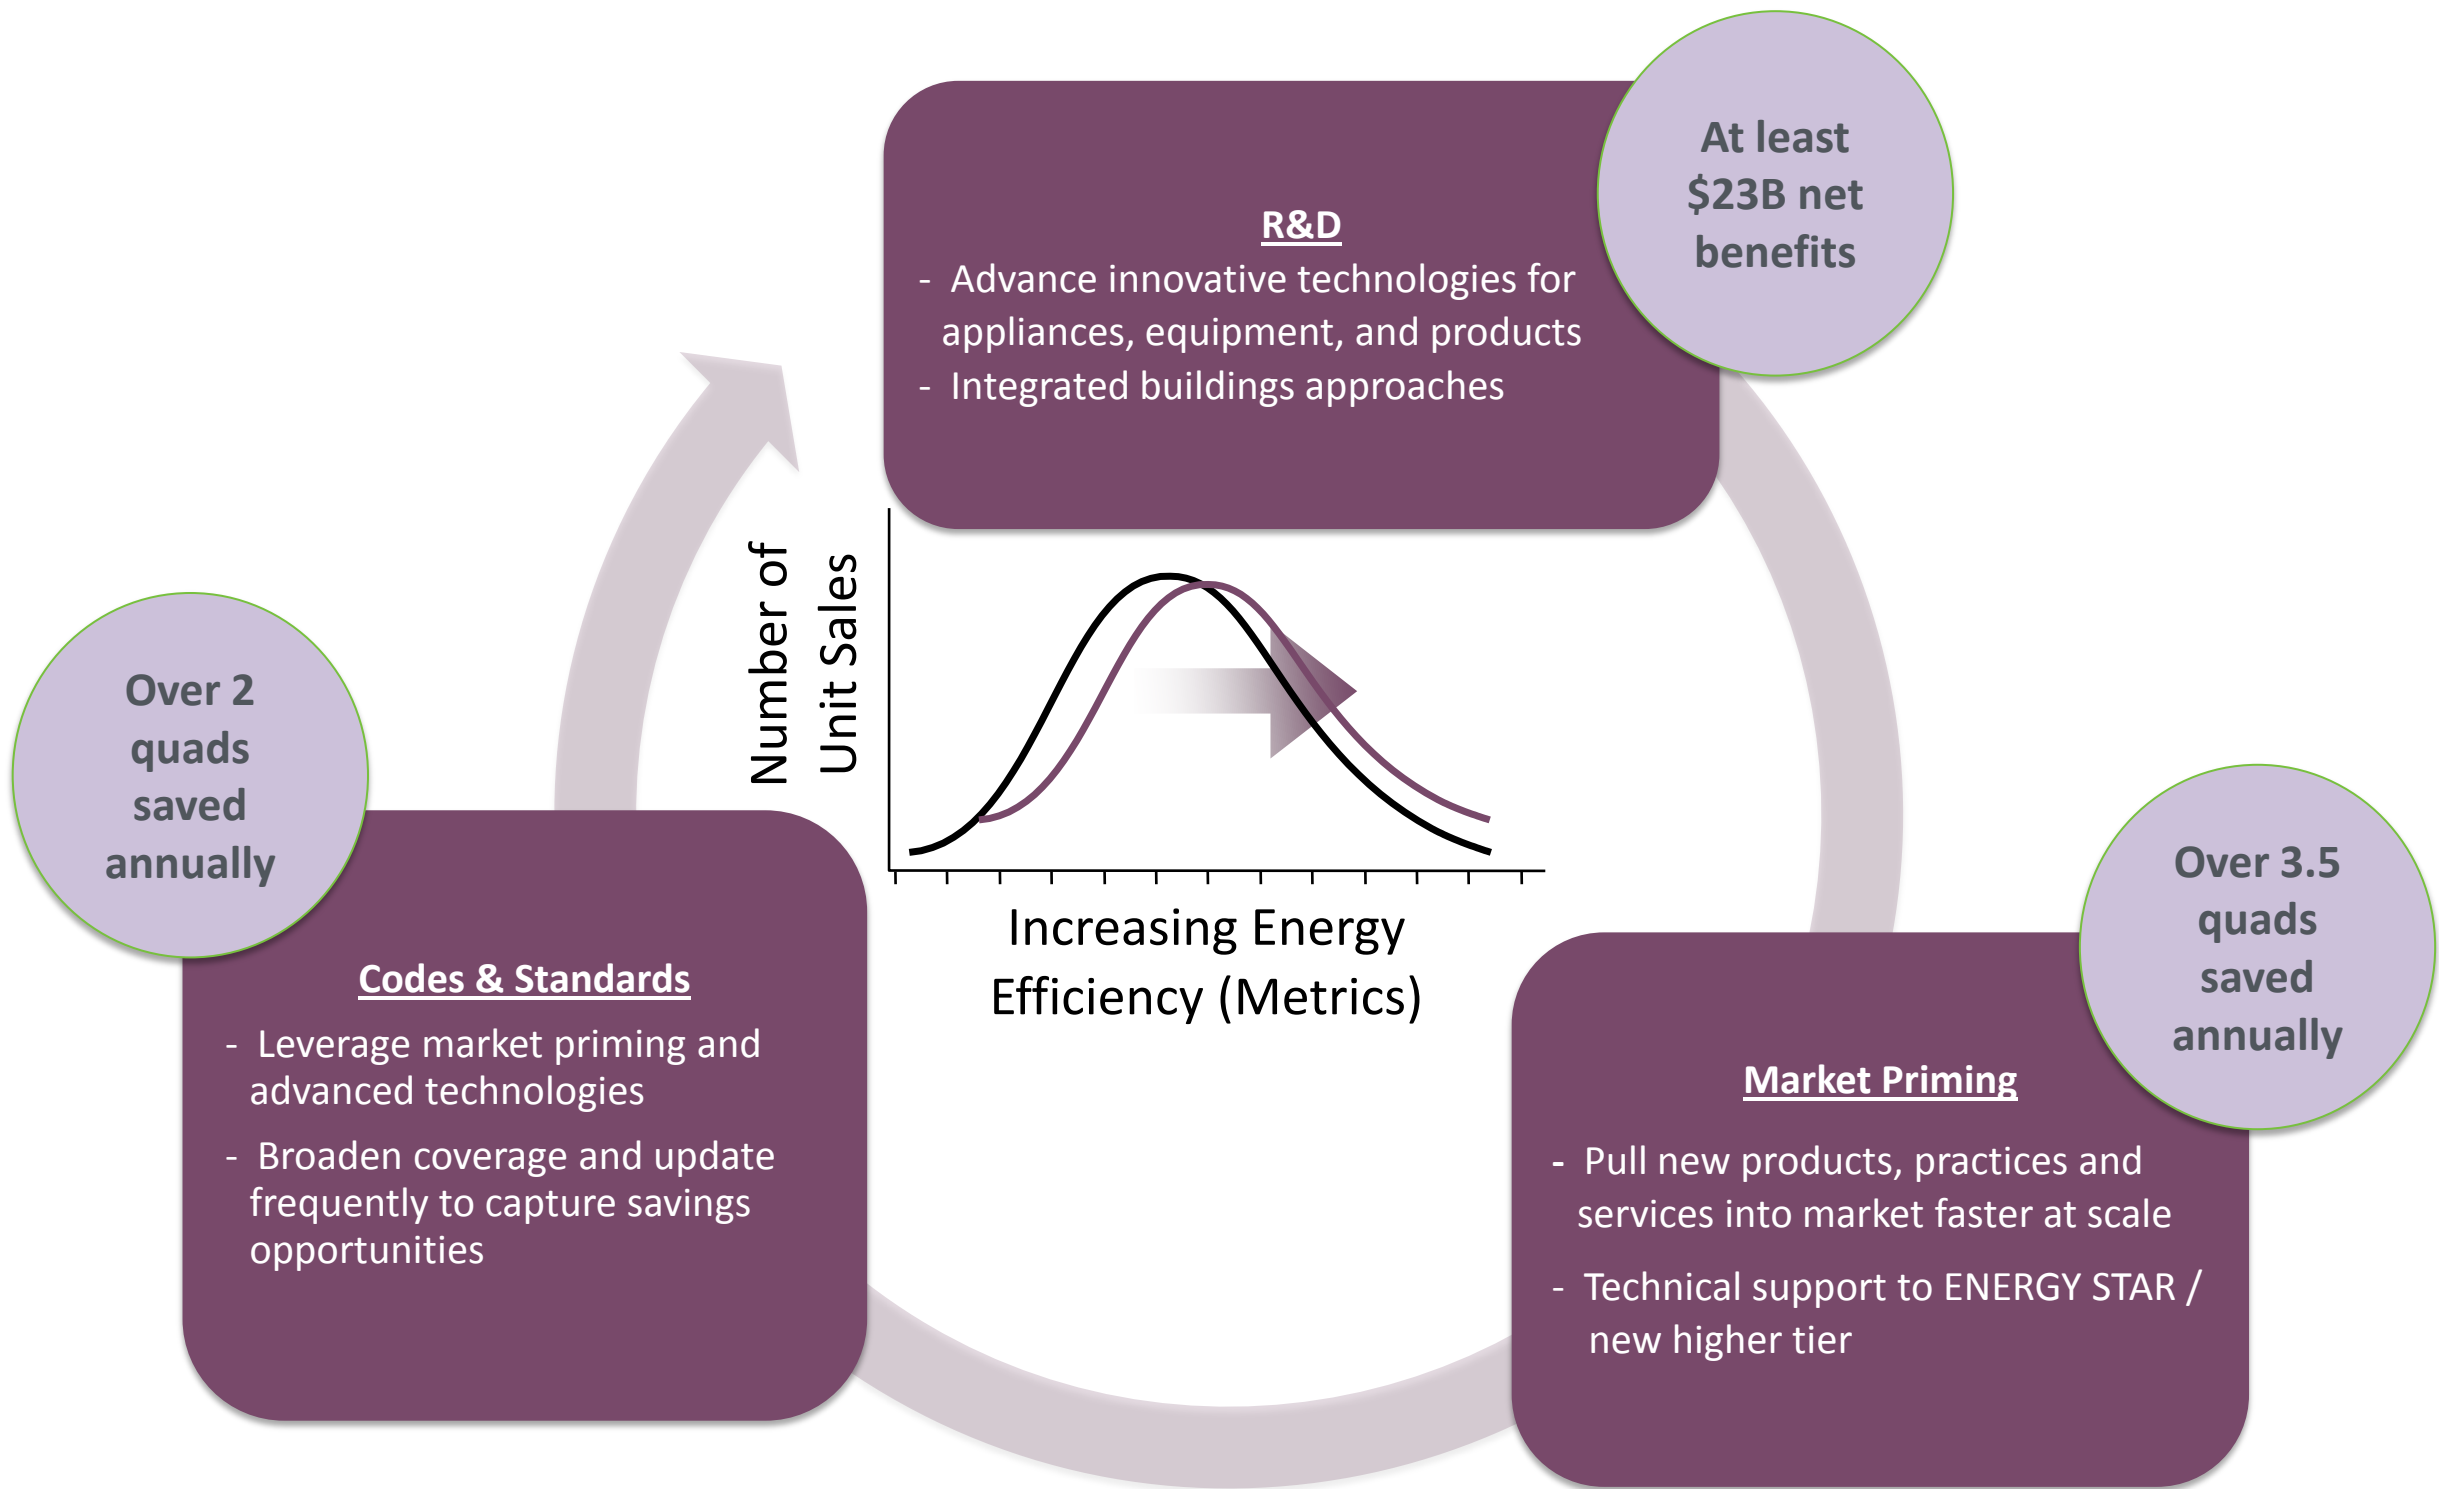 At least
$23B net
benefits
R&D
- Advance innovative technologies for
appliances, equipment, and products
- Integrated buildings approaches
Number of
Unit Sales
Increasing Energy
Efficiency (Metrics)
Over 2
quads
saved
annually
Codes & Standards
- Leverage market priming and
advanced technologies
- Broaden coverage and update
frequently to capture savings
opportunities
Over 3.5
quads
saved
annually
Market Priming
- Pull new products, practices and
services into market faster at scale
- Technical support to ENERGY STAR /
new higher tier